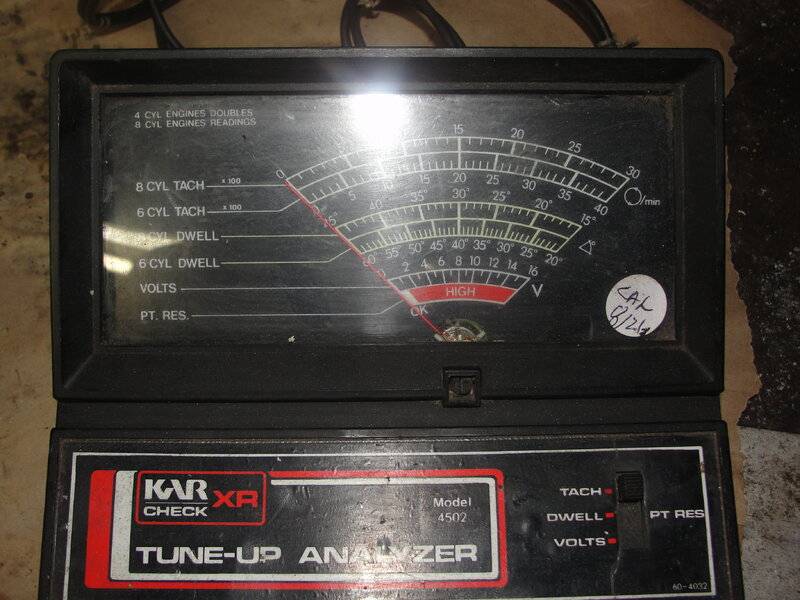 4 CYL ENGINES DOUBLES
8 CYL ENGINES READINGS
0 15 20 25 30
8 CYL TACH x 100
5 10 15 20 25 30 35 40
/min
6 CYL TACH x 100
45 40 35° 30° 25° 20° 15°
CYL DWELL
60 55 50° 45° 40° 35° 30° 25° 20°
6 CYL DWELL
0 2 4 6 8 10 12 14 16
V
VOLTS
HIGH
PT. RES.
OK
CAL
KAR
CHECK
XR
Model
4502
TUNE-UP ANALYZER
TACH
DWELL
PT RES
VOLTS
60-4032